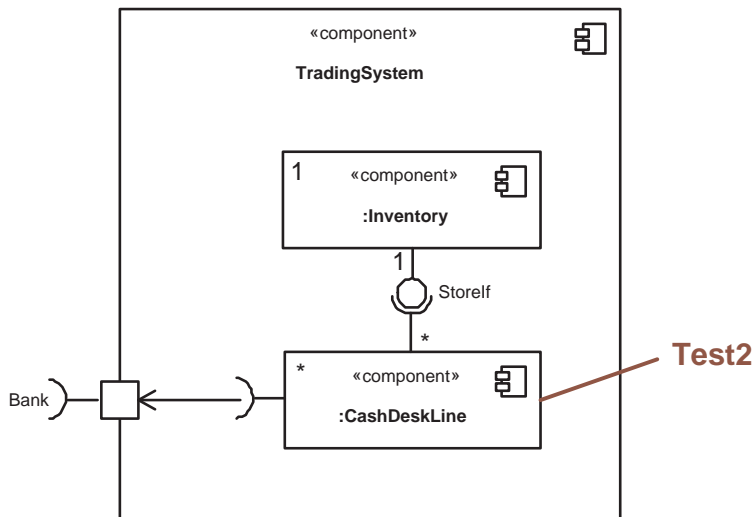 «component»
TradingSystem
1
«component»
:Inventory
1
StoreIf
*
*
«component»
:CashDeskLine
Test2
Bank